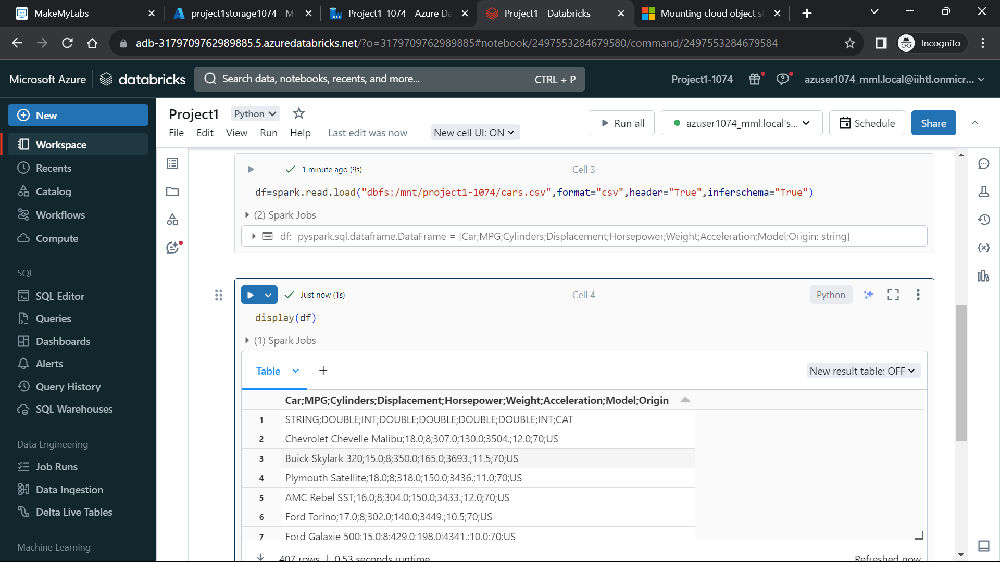 MakeMyLabs
project1storage1074 - Mi
Project1-1074 - Azure Da
Project1 - Databricks
Mounting cloud object st
adb-3179709762989885.5.azuredatabricks.net/?o=3179709762989885#notebook/2497553284679580/command/2497553284679584
Incognito
Microsoft Azure
databricks
Search data, notebooks, recents, and more...
CTRL + P
Project1-1074
azuser1074_mml.local@iihtl.onmicr...
New
Workspace
Recents
Catalog
Workflows
Compute
SQL
SQL Editor
Queries
Dashboards
Alerts
Query History
SQL Warehouses
Data Engineering
Job Runs
Data Ingestion
Delta Live Tables
Machine Learning
Project1
Python
File Edit View Run Help
Last edit was now
New cell UI: ON
Run all
azuser1074_mml.local's...
Schedule
Share
1 minute ago (9s)
Cell 3
df=spark.read.load("dbfs:/mnt/project1-1074/cars.csv",format="csv",header="True",inferschema="True")
(2) Spark Jobs
df: pyspark.sql.dataframe.DataFrame = [Car;MPG;Cylinders;Displacement;Horsepower;Weight;Acceleration;Model;Origin: string]
Just now (1s)
Cell 4
Python
display(df)
(1) Spark Jobs
Table
+
New result table: OFF
Car;MPG;Cylinders;Displacement;Horsepower;Weight;Acceleration;Model;Origin
1 STRING;DOUBLE;INT;DOUBLE;DOUBLE;DOUBLE;DOUBLE;INT;CAT
2 Chevrolet Chevelle Malibu;18.0;8;307.0;130.0;3504.;12.0;70;US
3 Buick Skylark 320;15.0;8;350.0;165.0;3693.;11.5;70;US
4 Plymouth Satellite;18.0;8;318.0;150.0;3436.;11.0;70;US
5 AMC Rebel SST;16.0;8;304.0;150.0;3433.;12.0;70;US
6 Ford Torino;17.0;8;302.0;140.0;3449.;10.5;70;US
7 Ford Galaxie 500;15.0;8;429.0;198.0;4341.;10.0;70;US
407 rows | 0.53 seconds runtime
Refreshed now